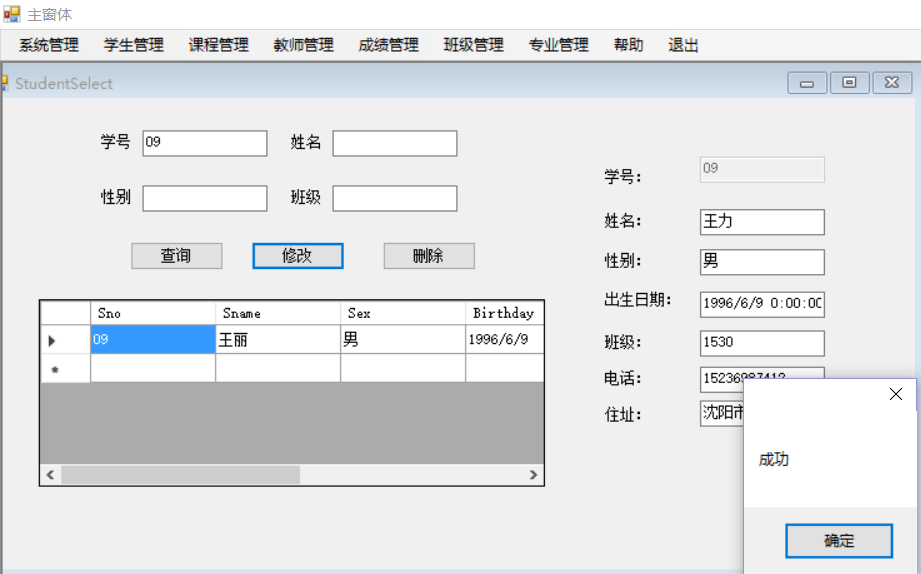 主窗体
系统管理 学生管理 课程管理 教师管理 成绩管理 班级管理 专业管理 帮助 退出
StudentSelect
学号 09 姓名
性别 班级
查询 修改 删除
Sno Sname Sex Birthday
09 王丽 男 1996/6/9
*
学号: 09
姓名: 王力
性别: 男
出生日期: 1996/6/9 0:00:00
班级: 1530
电话: 15236987412
住址: 沈阳市
成功
确定